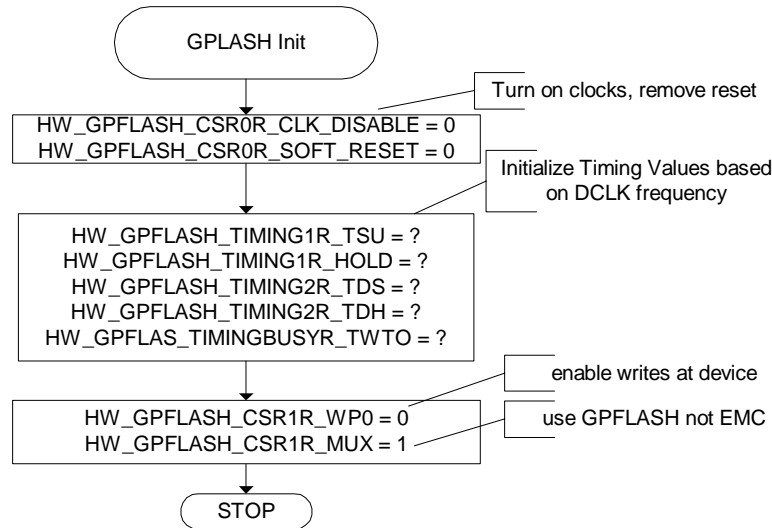 GPLASH Init
Turn on clocks, remove reset
HW_GPFLASH_CSR0R_CLK_DISABLE = 0
HW_GPFLASH_CSR0R_SOFT_RESET = 0
Initialize Timing Values based
on DCLK frequency
HW_GPFLASH_TIMING1R_TSU = ?
HW_GPFLASH_TIMING1R_HOLD = ?
HW_GPFLASH_TIMING2R_TDS = ?
HW_GPFLASH_TIMING2R_TDH = ?
HW_GPFLAS_TIMINGBUSYR_TWTO = ?
enable writes at device
HW_GPFLASH_CSR1R_WP0 = 0
use GPFLASH not EMC
HW_GPFLASH_CSR1R_MUX = 1
STOP